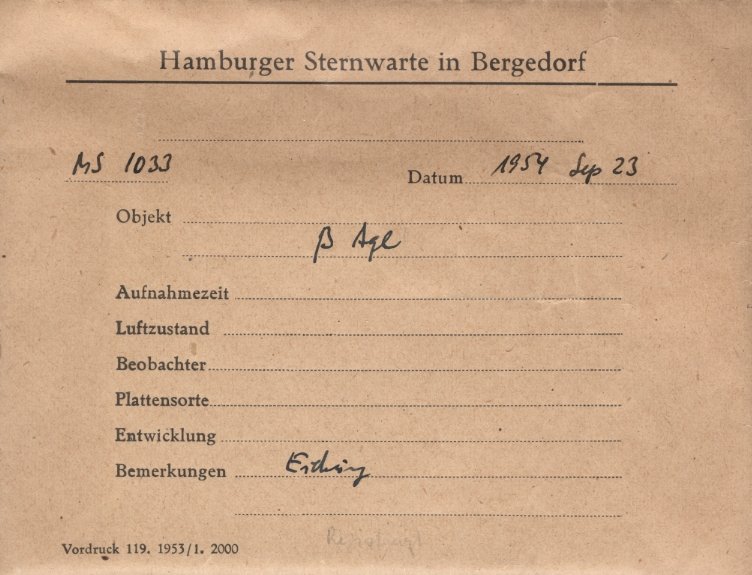 Hamburger Sternwarte in Bergedorf
MS 1033
Datum 1954 Sep 23
Objekt
β Aql
Aufnahmezeit
Luftzustand
Beobachter
Plattensorte
Entwicklung
Bemerkungen Eichung
Vordruck 119. 1953/1. 2000